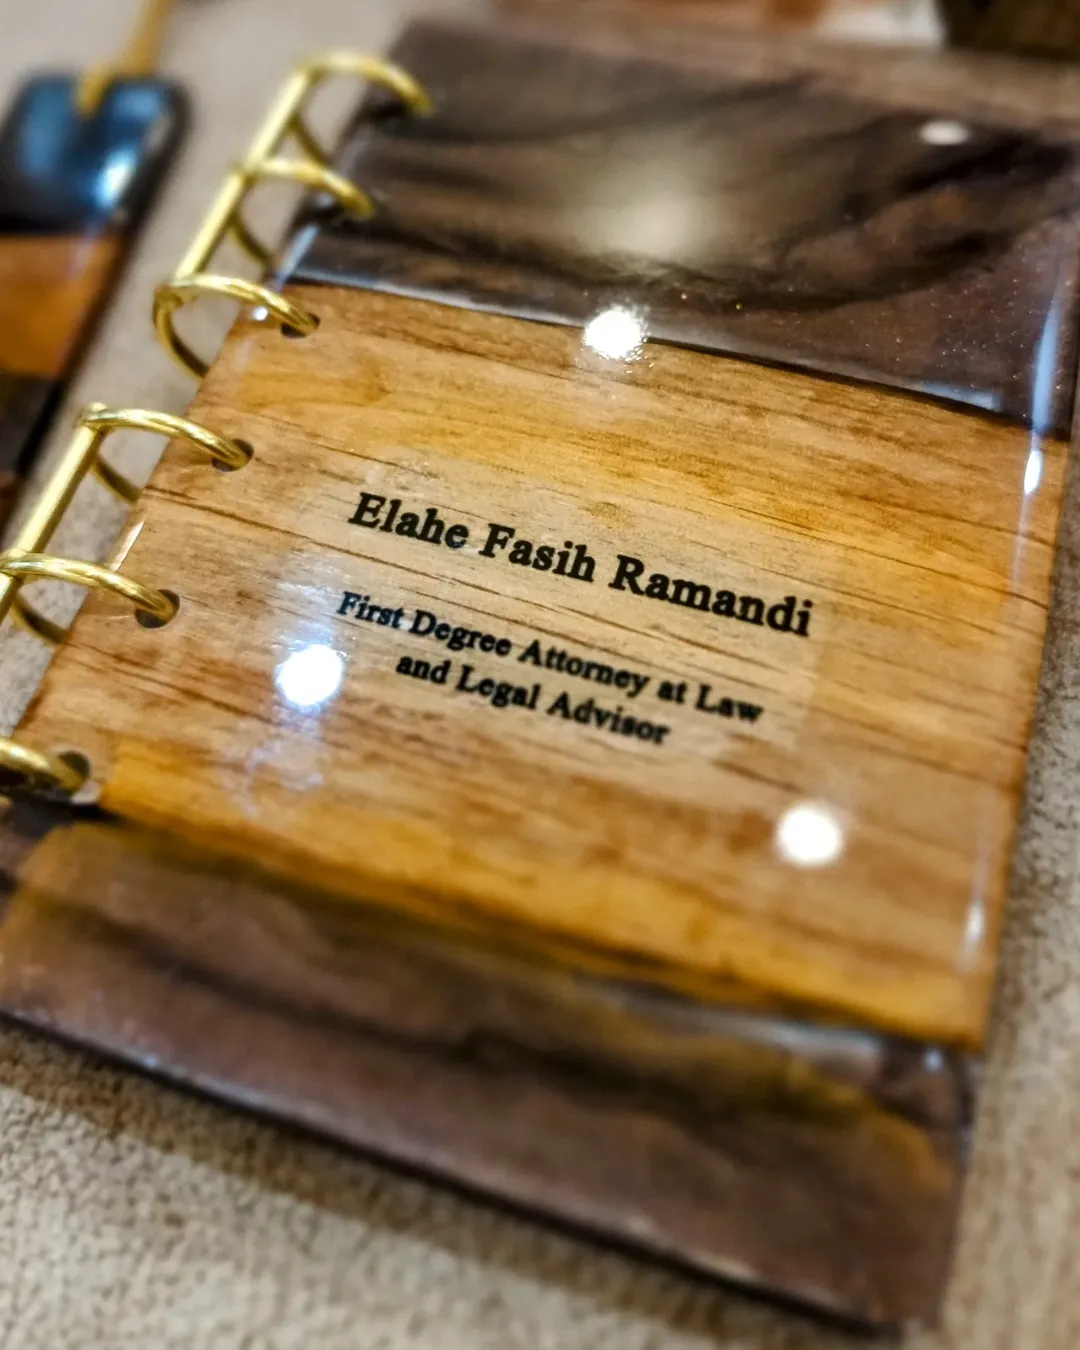 Elahe Fasih Ramandi
First Degree Attorney at Law
and Legal Advisor